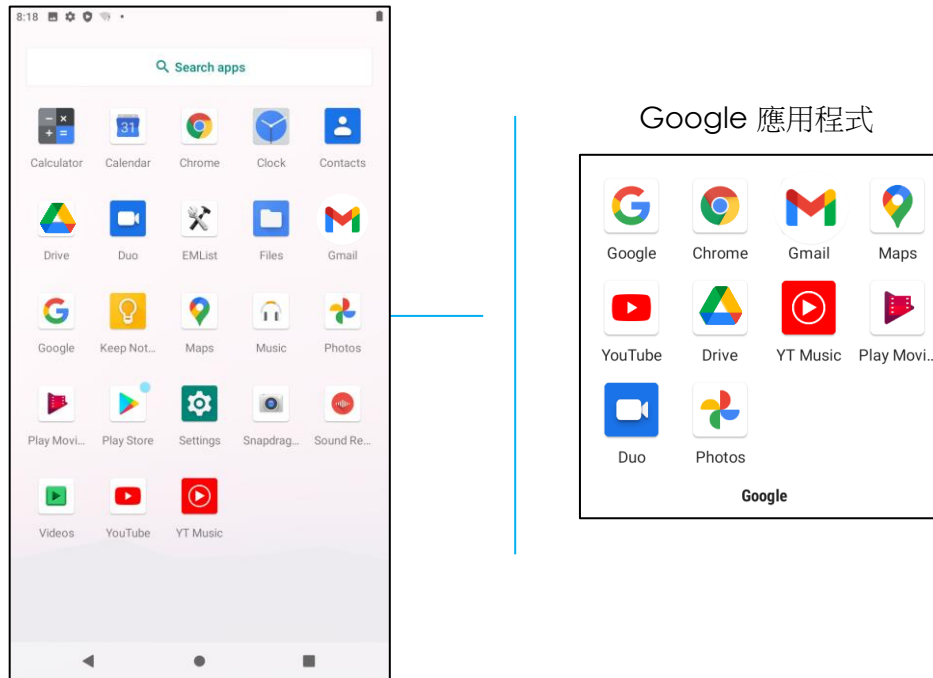 8:18
Search apps
Calculator Calendar Chrome Clock Contacts
31
Drive Duo EMList Files Gmail
Google Keep Not... Maps Music Photos
Play Movi... Play Store Settings Snapdrag... Sound Re...
Videos YouTube YT Music
Google 應用程式
Google Chrome Gmail Maps
YouTube Drive YT Music Play Movi...
Duo Photos
Google